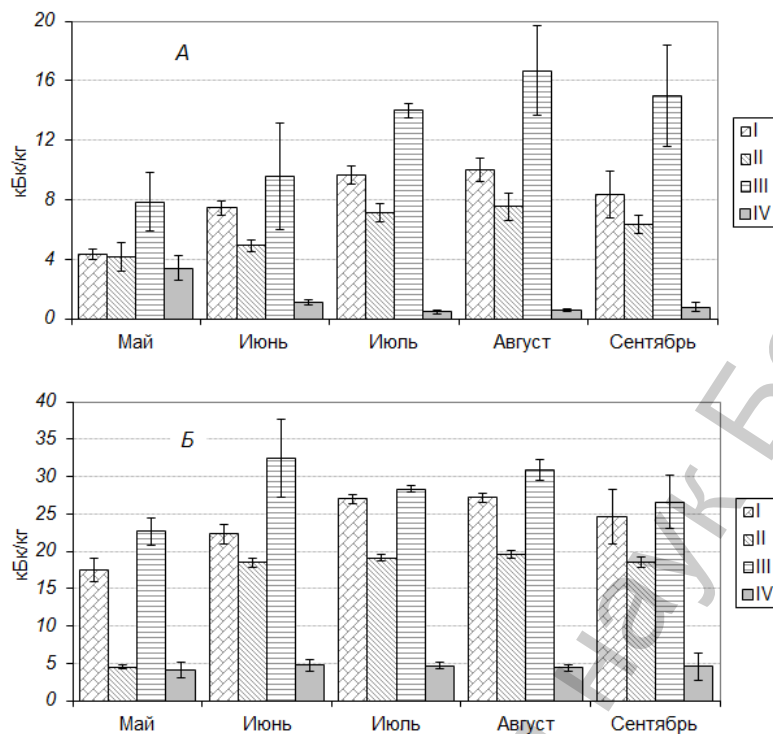 20
16
12
8
4
0
кБк/кг
А
Май
Июнь
Июль
Август
Сентябрь
I
II
III
IV
40
35
30
25
20
15
10
5
0
кБк/кг
Б
Май
Июнь
Июль
Август
Сентябрь
I
II
III
IV
наук